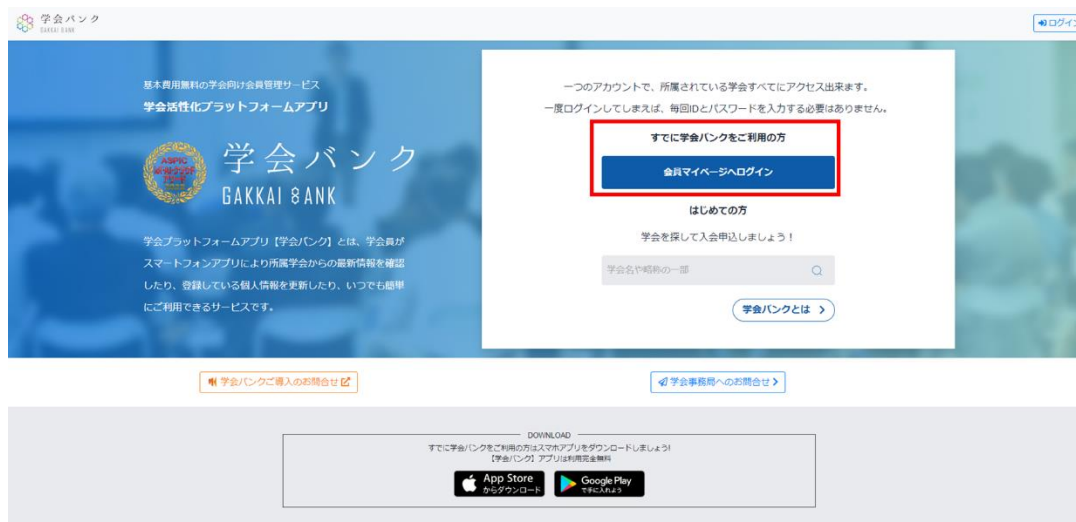 学会バンク
GAKKAI BANK
ログイン
基本費用無料の学会向け会員管理サービス
学会活性化プラットフォームアプリ
ASPIC
学会バンク
GAKKAI BANK
学会プラットフォームアプリ【学会バンク】とは、学会員が
スマートフォンアプリにより所属学会からの最新情報を確認
したり、登録している個人情報を更新したり、いつでも簡単
にご利用できるサービスです。
一つのアカウントで、所属されている学会すべてにアクセス出来ます。
一度ログインしてしまえば、毎回IDとパスワードを入力する必要はありません。
すでに学会バンクをご利用の方
会員マイページへログイン
はじめての方
学会を探して入会申込しましょう！
学会名や略称の一部
学会バンクとは
学会バンクご導入のお問合せ
学会事務局へのお問合せ
DOWNLOAD
すでに学会バンクをご利用の方はスマホアプリをダウンロードしましょう!
【学会バンク】アプリは利用完全無料
App Store
からダウンロード
Google Play
で手に入れよう